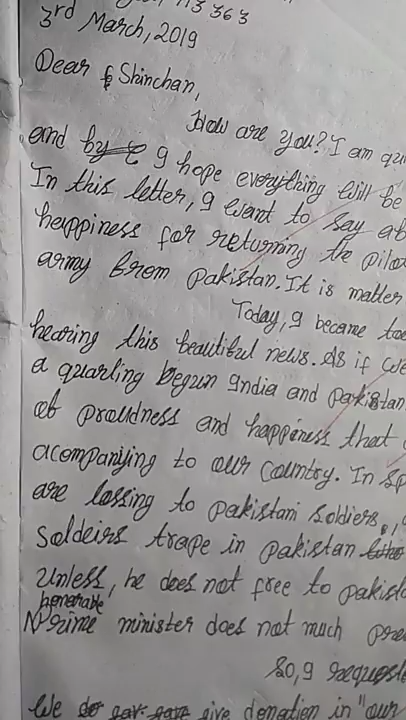 113 363
3rd March, 2019
Dear Shinchan,
How are you? I am
and by I hope everything will be
In this letter, I want to say
happiness for returning the
army from Pakistan. It is matter
Today, I became
hearing this beautiful news. As if
a quarling begun India and Pakistan
of proudness and happiness that
acompanying to our country. In
are lossing to Pakistani soldiers,
soldeirs trape in Pakistan
Unless, he does not free to
honerable
Prime minister does not much
So, I
We give donation in "our